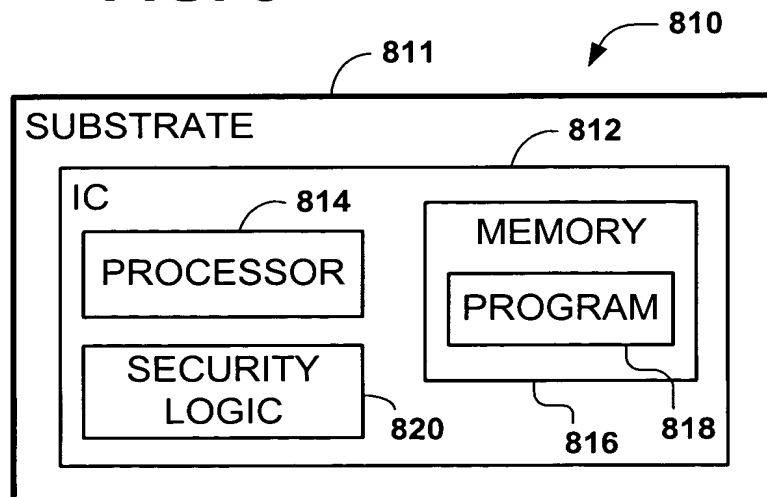 810
811
SUBSTRATE
812
IC
814
PROCESSOR
MEMORY
PROGRAM
SECURITY
LOGIC
820
816
818